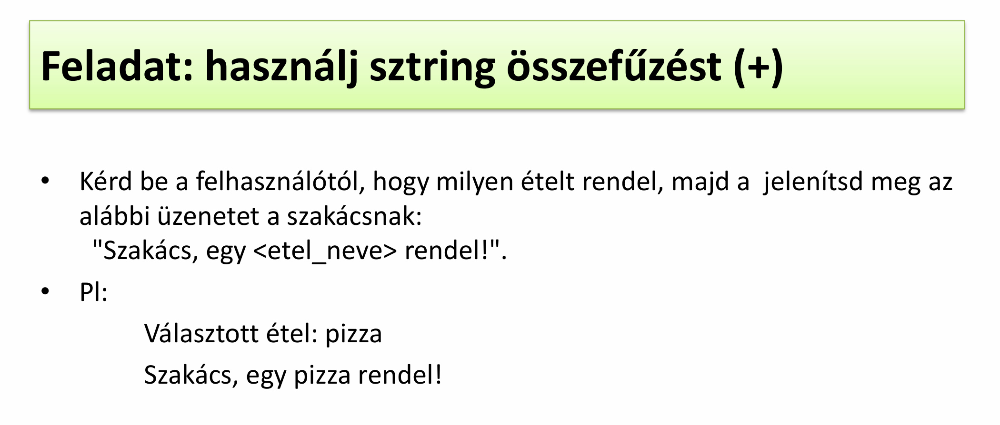 Feladat: használj sztring összefűzést (+)
• Kérd be a felhasználótól, hogy milyen ételt rendel, majd a  jelenítsd meg az
alábbi üzenetet a szakácsnak:
"Szakács, egy <etel_neve> rendel!".
• Pl:
Választott étel: pizza
Szakács, egy pizza rendel!